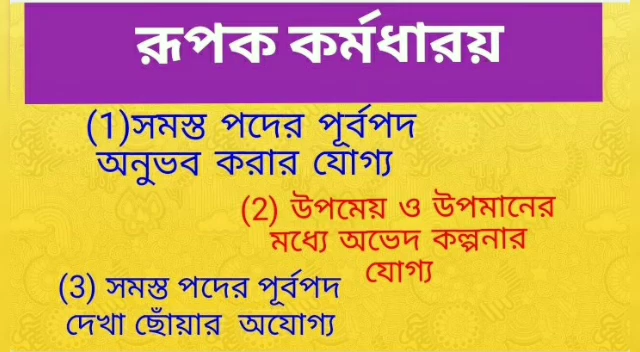 রূপক কর্মধারয়
(1)সমস্ত পদের পূর্বপদ
অনুভব করার যোগ্য
(2) উপমেয় ও উপমানের
মধ্যে অভেদ কল্পনার
যোগ্য
(3) সমস্ত পদের পূর্বপদ
দেখা ছোঁয়ার অযোগ্য